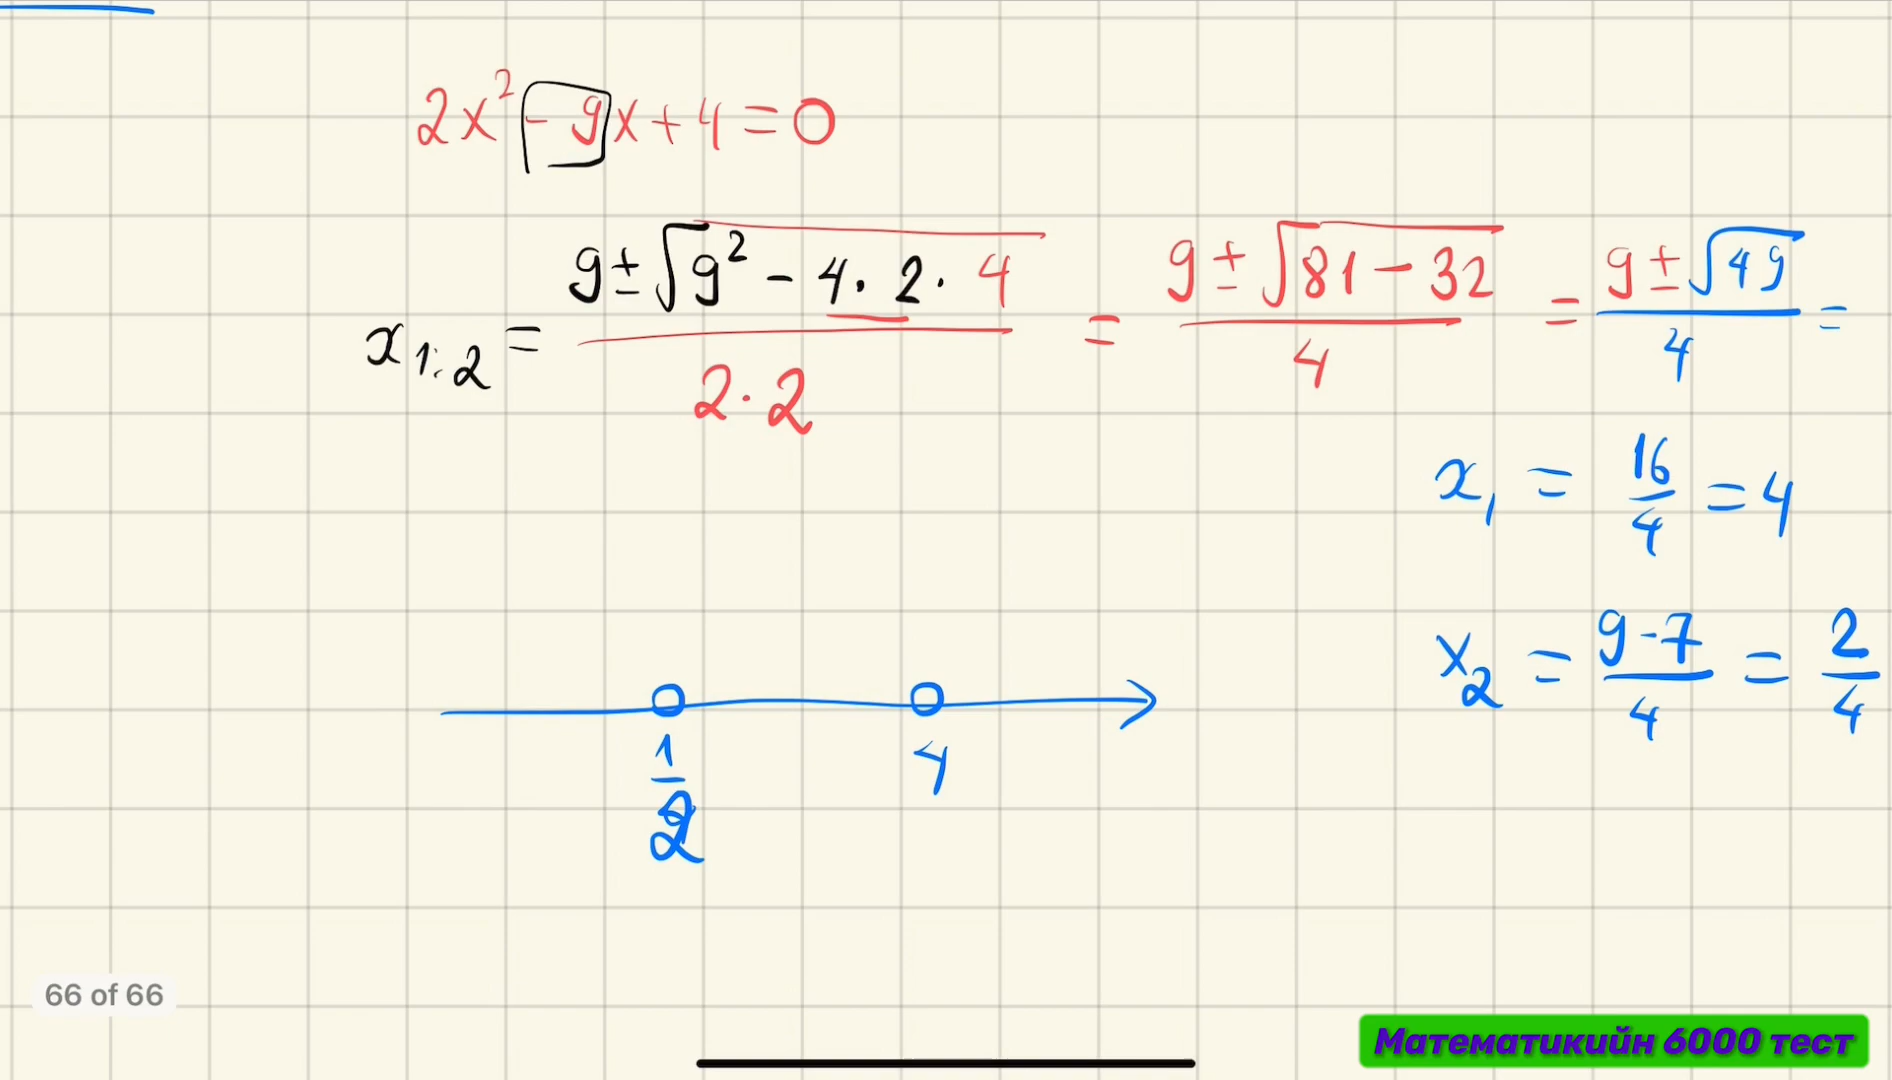 2x² - 9x + 4 = 0
x₁:₂ = (9 ± √(9² - 4 · 2 · 4)) / (2 · 2) = (9 ± √(81 - 32)) / 4 = (9 ± √49) / 4 =
x₁ = 16/4 = 4
x₂ = (9 - 7) / 4 = 2/4
1/2 4
66 of 66
Математикийн 6000 тест